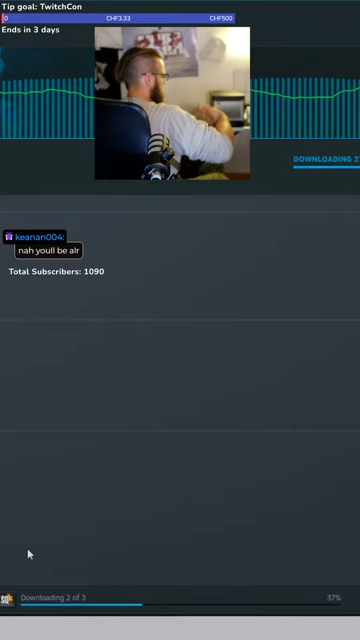 Tip goal: TwitchCon
0 CHF3.33 CHF500
Ends in 3 days
DOWNLOADING 37
keanan004:
nah youll be alr
Total Subscribers: 1090
Downloading 2 of 3 37%